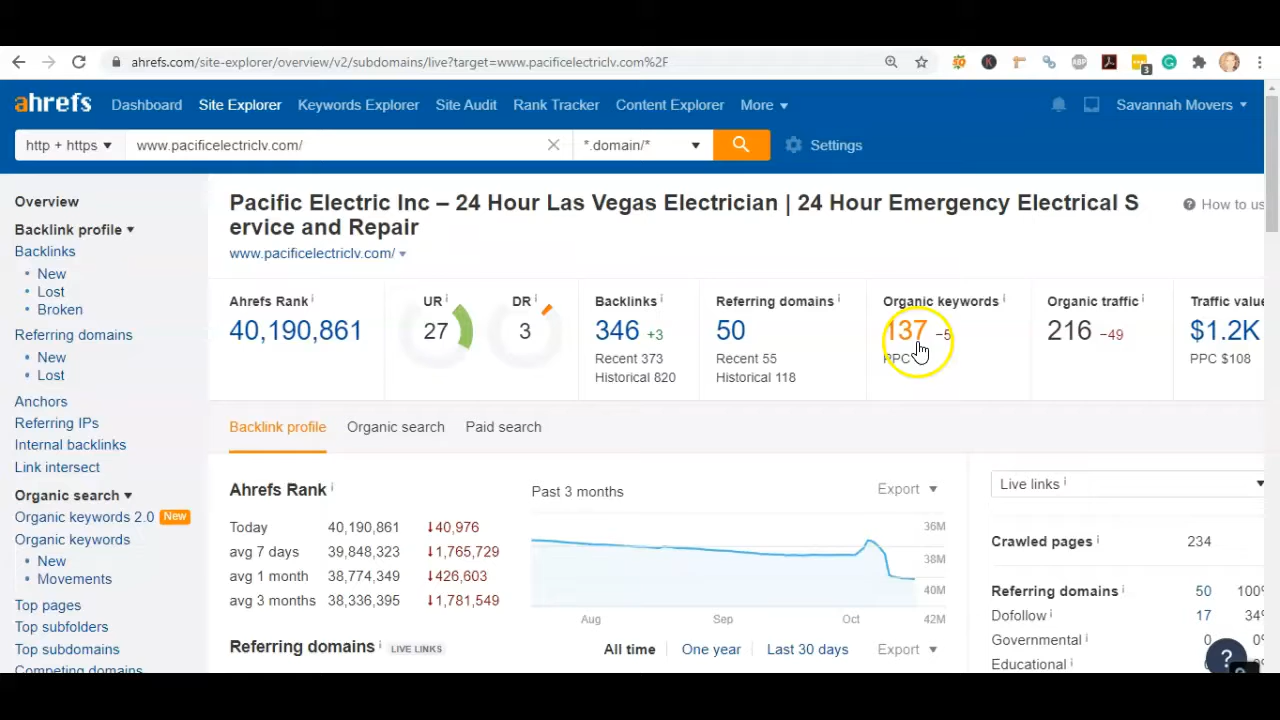 ahrefs.com/site-explorer/overview/v2/subdomains/live?target=www.pacificelectriclv.com%2F
ABP
3
ahrefs
Dashboard Site Explorer Keywords Explorer Site Audit Rank Tracker Content Explorer More Savannah Movers
http + https www.pacificelectriclv.com/ *.domain/* Settings
Overview
Backlink profile
Backlinks
New
Lost
Broken
Referring domains
New
Lost
Anchors
Referring IPs
Internal backlinks
Link intersect
Organic search
Organic keywords 2.0 New
Organic keywords
New
Movements
Top pages
Top subfolders
Top subdomains
Competing domains
Pacific Electric Inc – 24 Hour Las Vegas Electrician | 24 Hour Emergency Electrical S
ervice and Repair
How to us
www.pacificelectriclv.com/
Ahrefs Rank i
40,190,861
UR i
27
DR i
3
Backlinks i
346 +3
Recent 373
Historical 820
Referring domains i
50
Recent 55
Historical 118
Organic keywords i
137 −5
PPC
Organic traffic i
216 −49
Traffic value
$1.2K
PPC $108
Backlink profile Organic search Paid search
Ahrefs Rank i
Today 40,190,861 ↓40,976
avg 7 days 39,848,323 ↓1,765,729
avg 1 month 38,774,349 ↓426,603
avg 3 months 38,336,395 ↓1,781,549
Past 3 months
Export
36M
38M
40M
42M
Aug Sep Oct
Referring domains i LIVE LINKS
All time One year Last 30 days Export
Live links i
Crawled pages i 234
Referring domains i 50 100%
Dofollow i 17 34%
Governmental i 0
Educational i 0
?